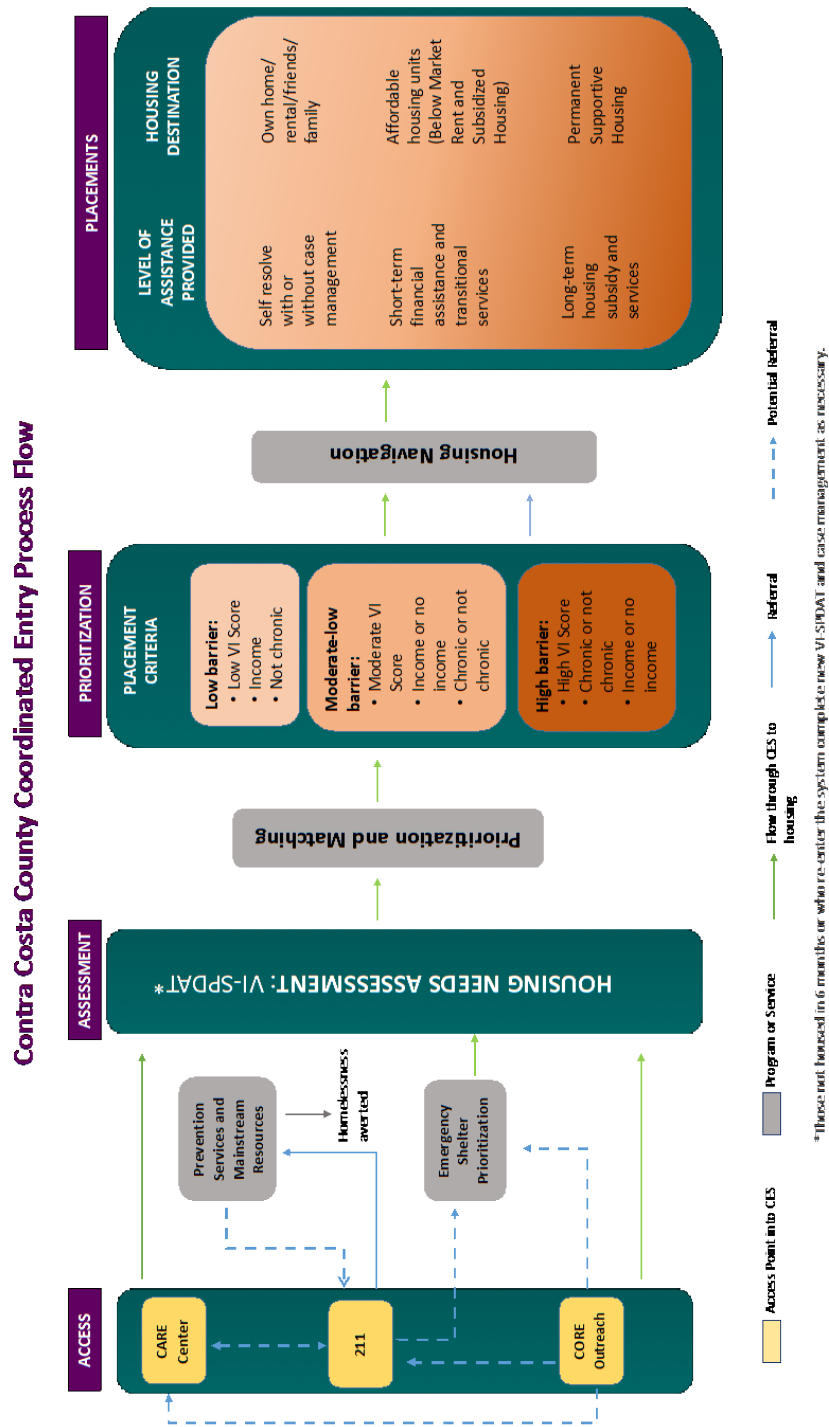 Contra Costa County Coordinated Entry Process Flow
ACCESS
CARE
Center
211
CORE
Outreach
Prevention
Services and
Mainstream
Resources
Homelessness
averted
Emergency
Shelter
Prioritization
ASSESSMENT
HOUSING NEEDS ASSESSMENT: VI-SPDAT*
Prioritization and Matching
PRIORITIZATION
PLACEMENT
CRITERIA
Low barrier:
• Low VI Score
• Income
• Not chronic
Moderate-low
barrier:
• Moderate VI
Score
• Income or no
income
• Chronic or not
chronic
High barrier:
• High VI Score
• Chronic or not
chronic
• Income or no
income
Housing Navigation
PLACEMENTS
LEVEL OF
ASSISTANCE
PROVIDED
HOUSING
DESTINATION
Self resolve
with or
without case
management
Own home/
rental/friends/
family
Short-term
financial
assistance and
transitional
services
Affordable
housing units
(Below Market
Rent and
Subsidized
Housing)
Long-term
housing
subsidy and
services
Permanent
Supportive
Housing
Access Point into CES
Program or Service
Flow through CES to
housing
Referral
Potential Referral
*Those not housed in 6 months or who re-enter the system complete new VI-SPDAT and case management as necessary.